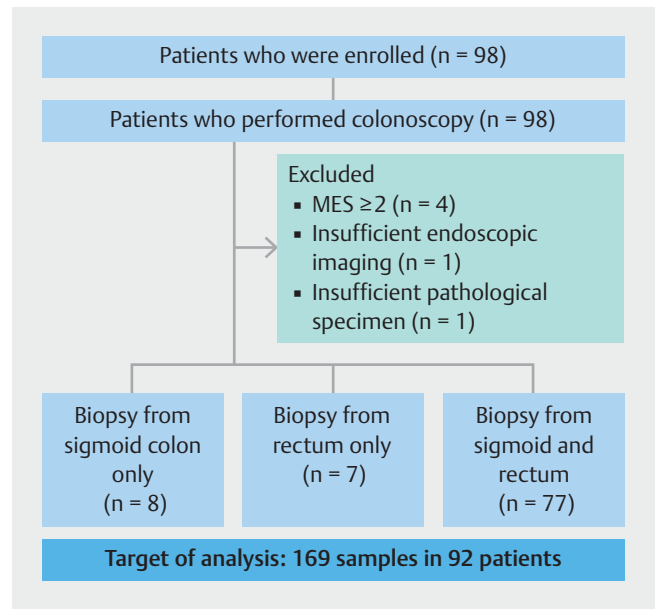 Patients who were enrolled (n = 98)
Patients who performed colonoscopy (n = 98)
Excluded
▪ MES ≥2 (n = 4)
▪ Insufficient endoscopic
imaging (n = 1)
▪ Insufficient pathological
specimen (n = 1)
Biopsy from
sigmoid colon
only
(n = 8)
Biopsy from
rectum only
(n = 7)
Biopsy from
sigmoid and
rectum
(n = 77)
Target of analysis: 169 samples in 92 patients